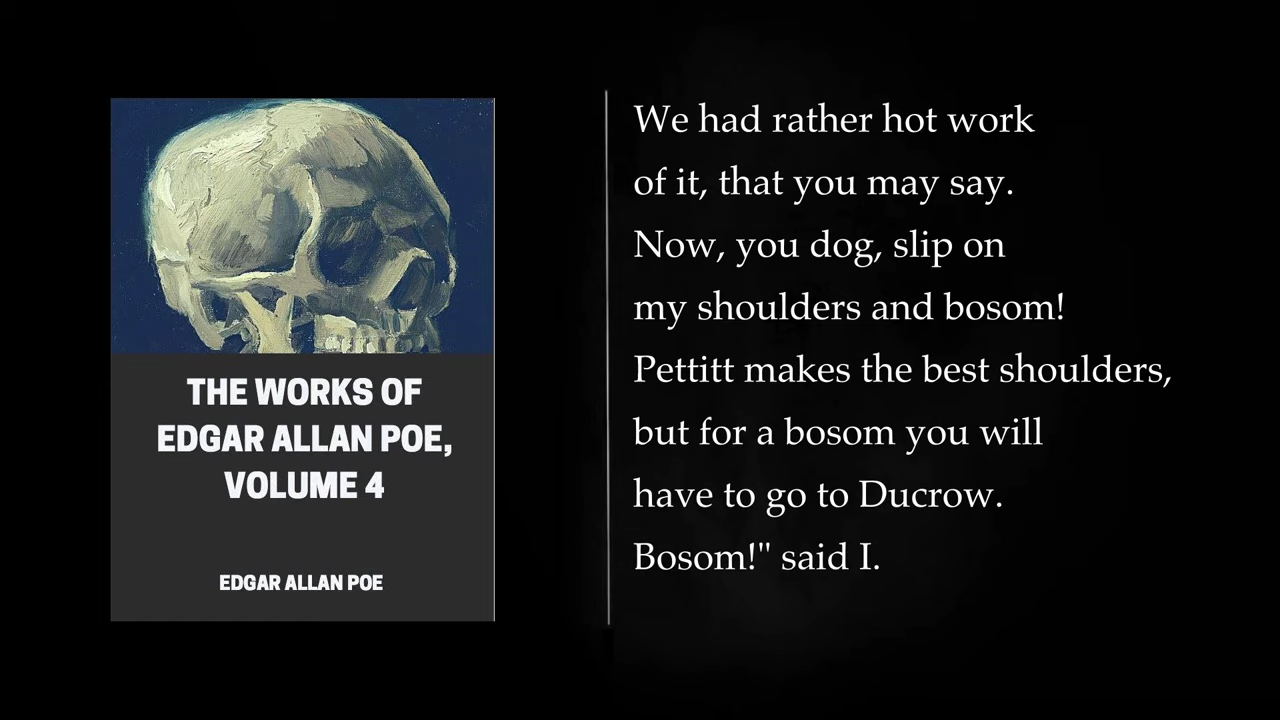 THE WORKS OF
EDGAR ALLAN POE,
VOLUME 4
EDGAR ALLAN POE
We had rather hot work
of it, that you may say.
Now, you dog, slip on
my shoulders and bosom!
Pettitt makes the best shoulders,
but for a bosom you will
have to go to Ducrow.
Bosom!" said I.